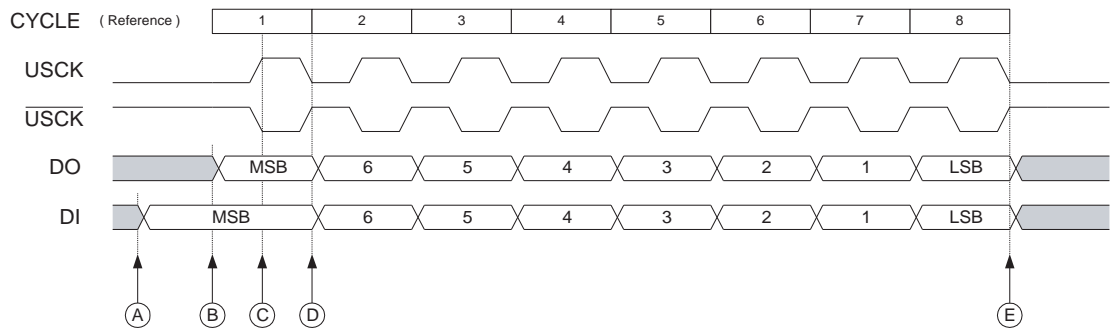 CYCLE ( Reference ) 1 2 3 4 5 6 7 8
USCK
USCK
DO MSB 6 5 4 3 2 1 LSB
DI MSB 6 5 4 3 2 1 LSB
A B C D E